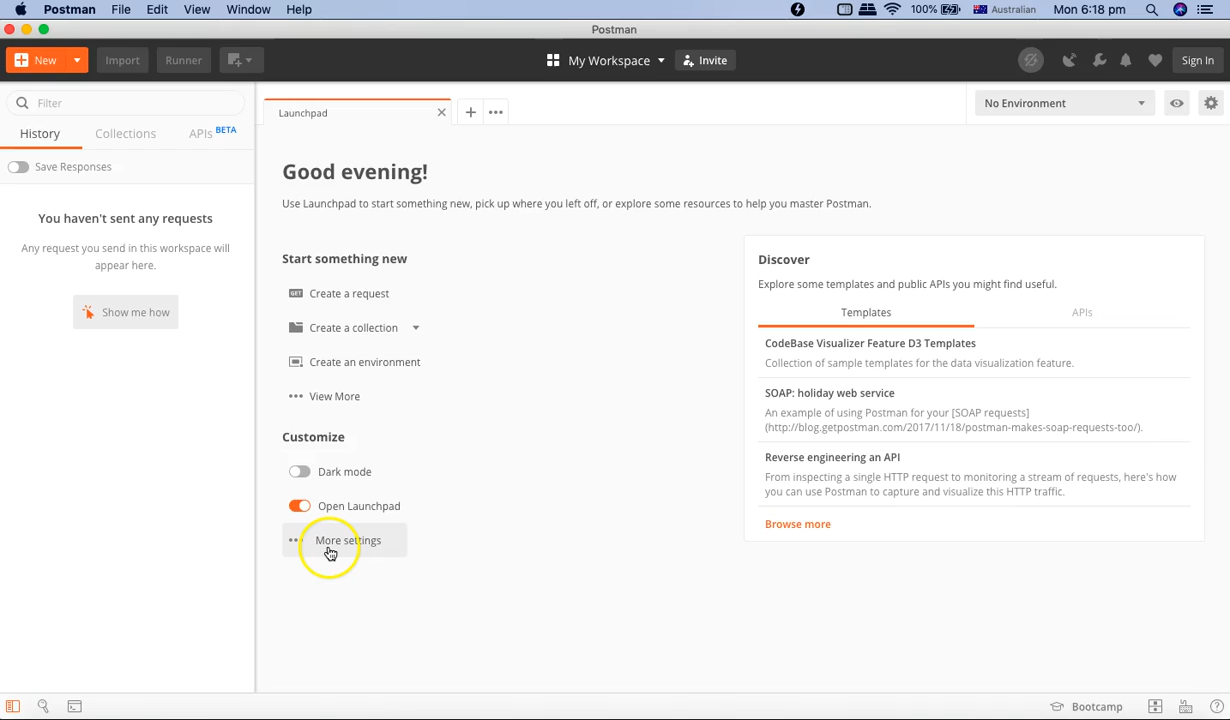 Postman File Edit View Window Help 100% Australian Mon 6:18 pm
Postman
New Import Runner My Workspace Invite Sign In
Filter
History Collections APIs BETA
Save Responses
You haven't sent any requests
Any request you send in this workspace will
appear here.
Show me how
Launchpad
No Environment
Good evening!
Use Launchpad to start something new, pick up where you left off, or explore some resources to help you master Postman.
Start something new
GET Create a request
Create a collection
Create an environment
View More
Customize
Dark mode
Open Launchpad
More settings
Discover
Explore some templates and public APIs you might find useful.
Templates APIs
CodeBase Visualizer Feature D3 Templates
Collection of sample templates for the data visualization feature.
SOAP: holiday web service
An example of using Postman for your [SOAP requests]
(http://blog.getpostman.com/2017/11/18/postman-makes-soap-requests-too/).
Reverse engineering an API
From inspecting a single HTTP request to monitoring a stream of requests, here's how
you can use Postman to capture and visualize this HTTP traffic.
Browse more
Bootcamp